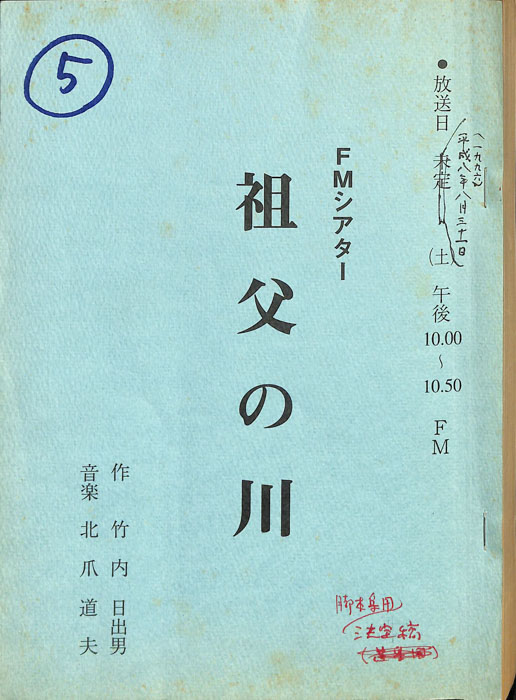 ⑤
●放送日 未定 (土) 午後10.00〜10.50 FM
(一九九六)
平成八年八月三十一日
FMシアター
祖父の川
作 竹内日出男
音楽 北爪道夫
脚本集用
決定稿